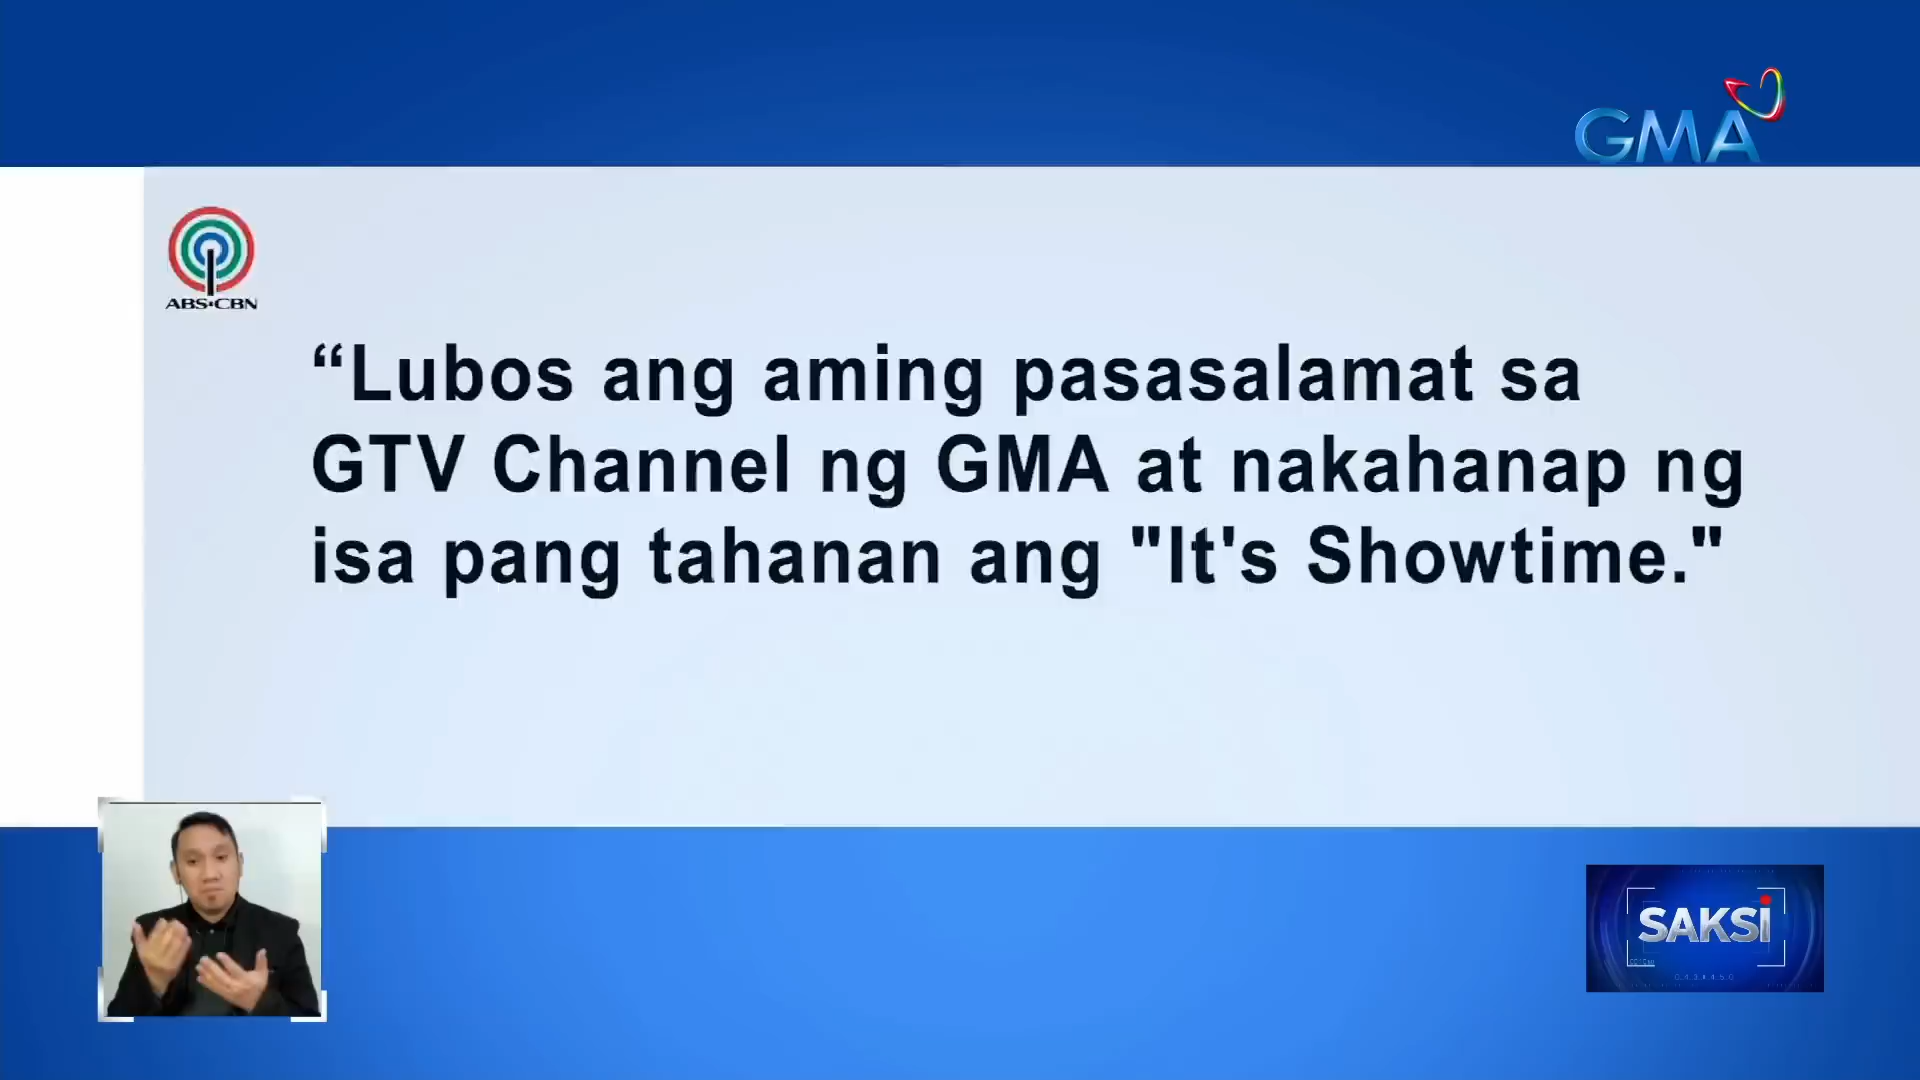 GMA
ABS-CBN
“Lubos ang aming pasasalamat sa
GTV Channel ng GMA at nakahanap ng
isa pang tahanan ang "It's Showtime."
SAKSI